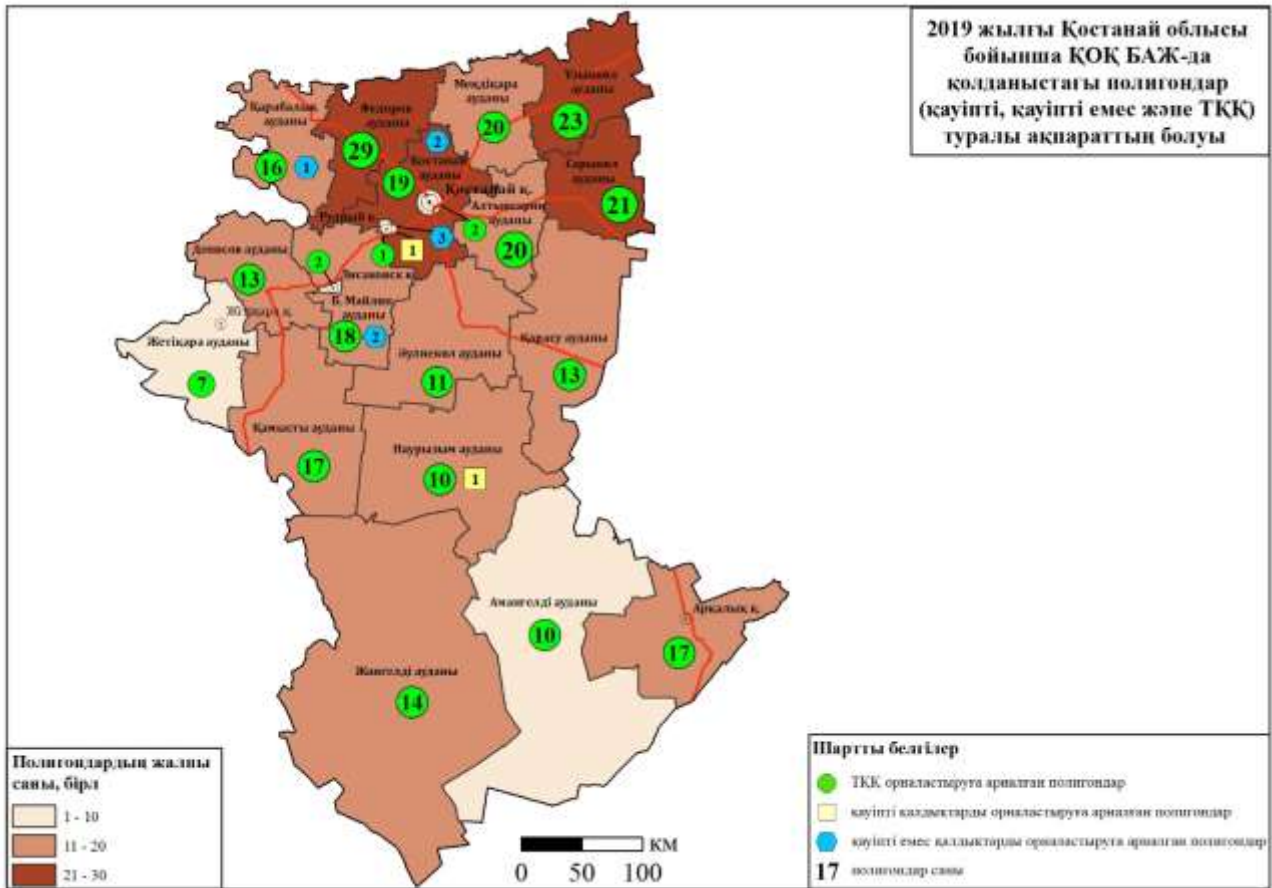 2019 жылғы Қостанай облысы
бойынша ҚОҚ БАЖ-да
қолданыстағы полигондар
(қауіпті, қауіпті емес және ТҚҚ)
туралы ақпараттың болуы
Меңдіқара
ауданы
20
Ұзынкөл
ауданы
23
Қарабалық
ауданы
16
1
Федоров
ауданы
29
2
Қостанай
ауданы
19
Қостанай қ.
Сарыкөл
ауданы
21
Алтынсарин
ауданы
2
20
Рудный к.
3
1
1
Денисов ауданы
13
2
Лисаковск к.
Б. Майлин
ауданы
18
2
Жетіқара ауданы
7
Әулиекөл ауданы
11
Қарасу ауданы
13
Қамысты ауданы
17
Наурызым ауданы
10
1
Амангелді ауданы
10
Арқалық қ.
17
Жангелді ауданы
14
Полигондардың жалпы
саны, бірл
1 - 10
11 - 20
21 - 30
КМ
0 50 100
Шартты белгілер
ТҚҚ орналастыруға арналған полигондар
қауіпті қалдықтарды орналастыруға арналған полигондар
қауіпті емес қалдықтарды орналастыруға арналған полигондар
17 полигондар саны